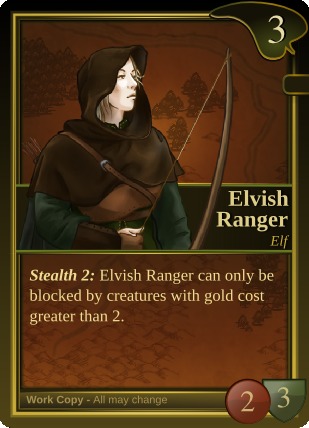 3
Elvish
Ranger
Elf
Stealth 2: Elvish Ranger can only be
blocked by creatures with gold cost
greater than 2.
Work Copy - All may change
2
3